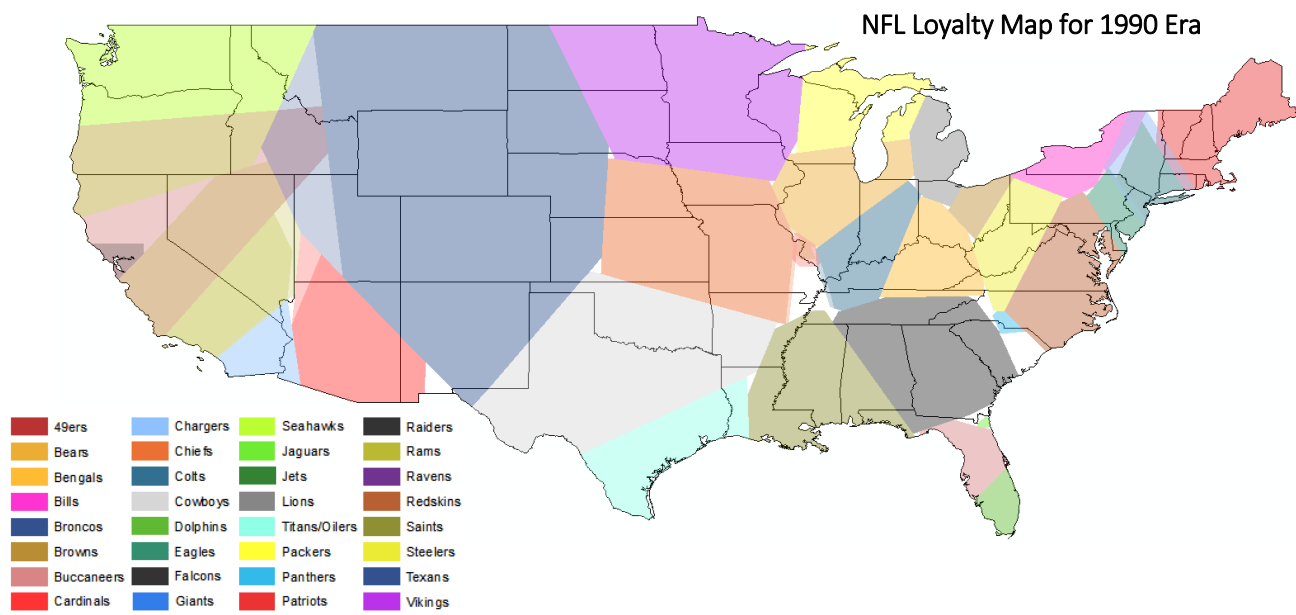 NFL Loyalty Map for 1990 Era
49ers Chargers Seahawks Raiders
Bears Chiefs Jaguars Rams
Bengals Colts Jets Ravens
Bills Cowboys Lions Redskins
Broncos Dolphins Titans/Oilers Saints
Browns Eagles Packers Steelers
Buccaneers Falcons Panthers Texans
Cardinals Giants Patriots Vikings